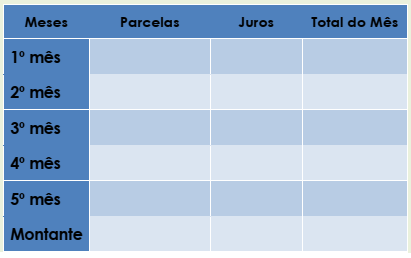 Meses Parcelas Juros Total do Mês
1º mês
2º mês
3º mês
4º mês
5º mês
Montante